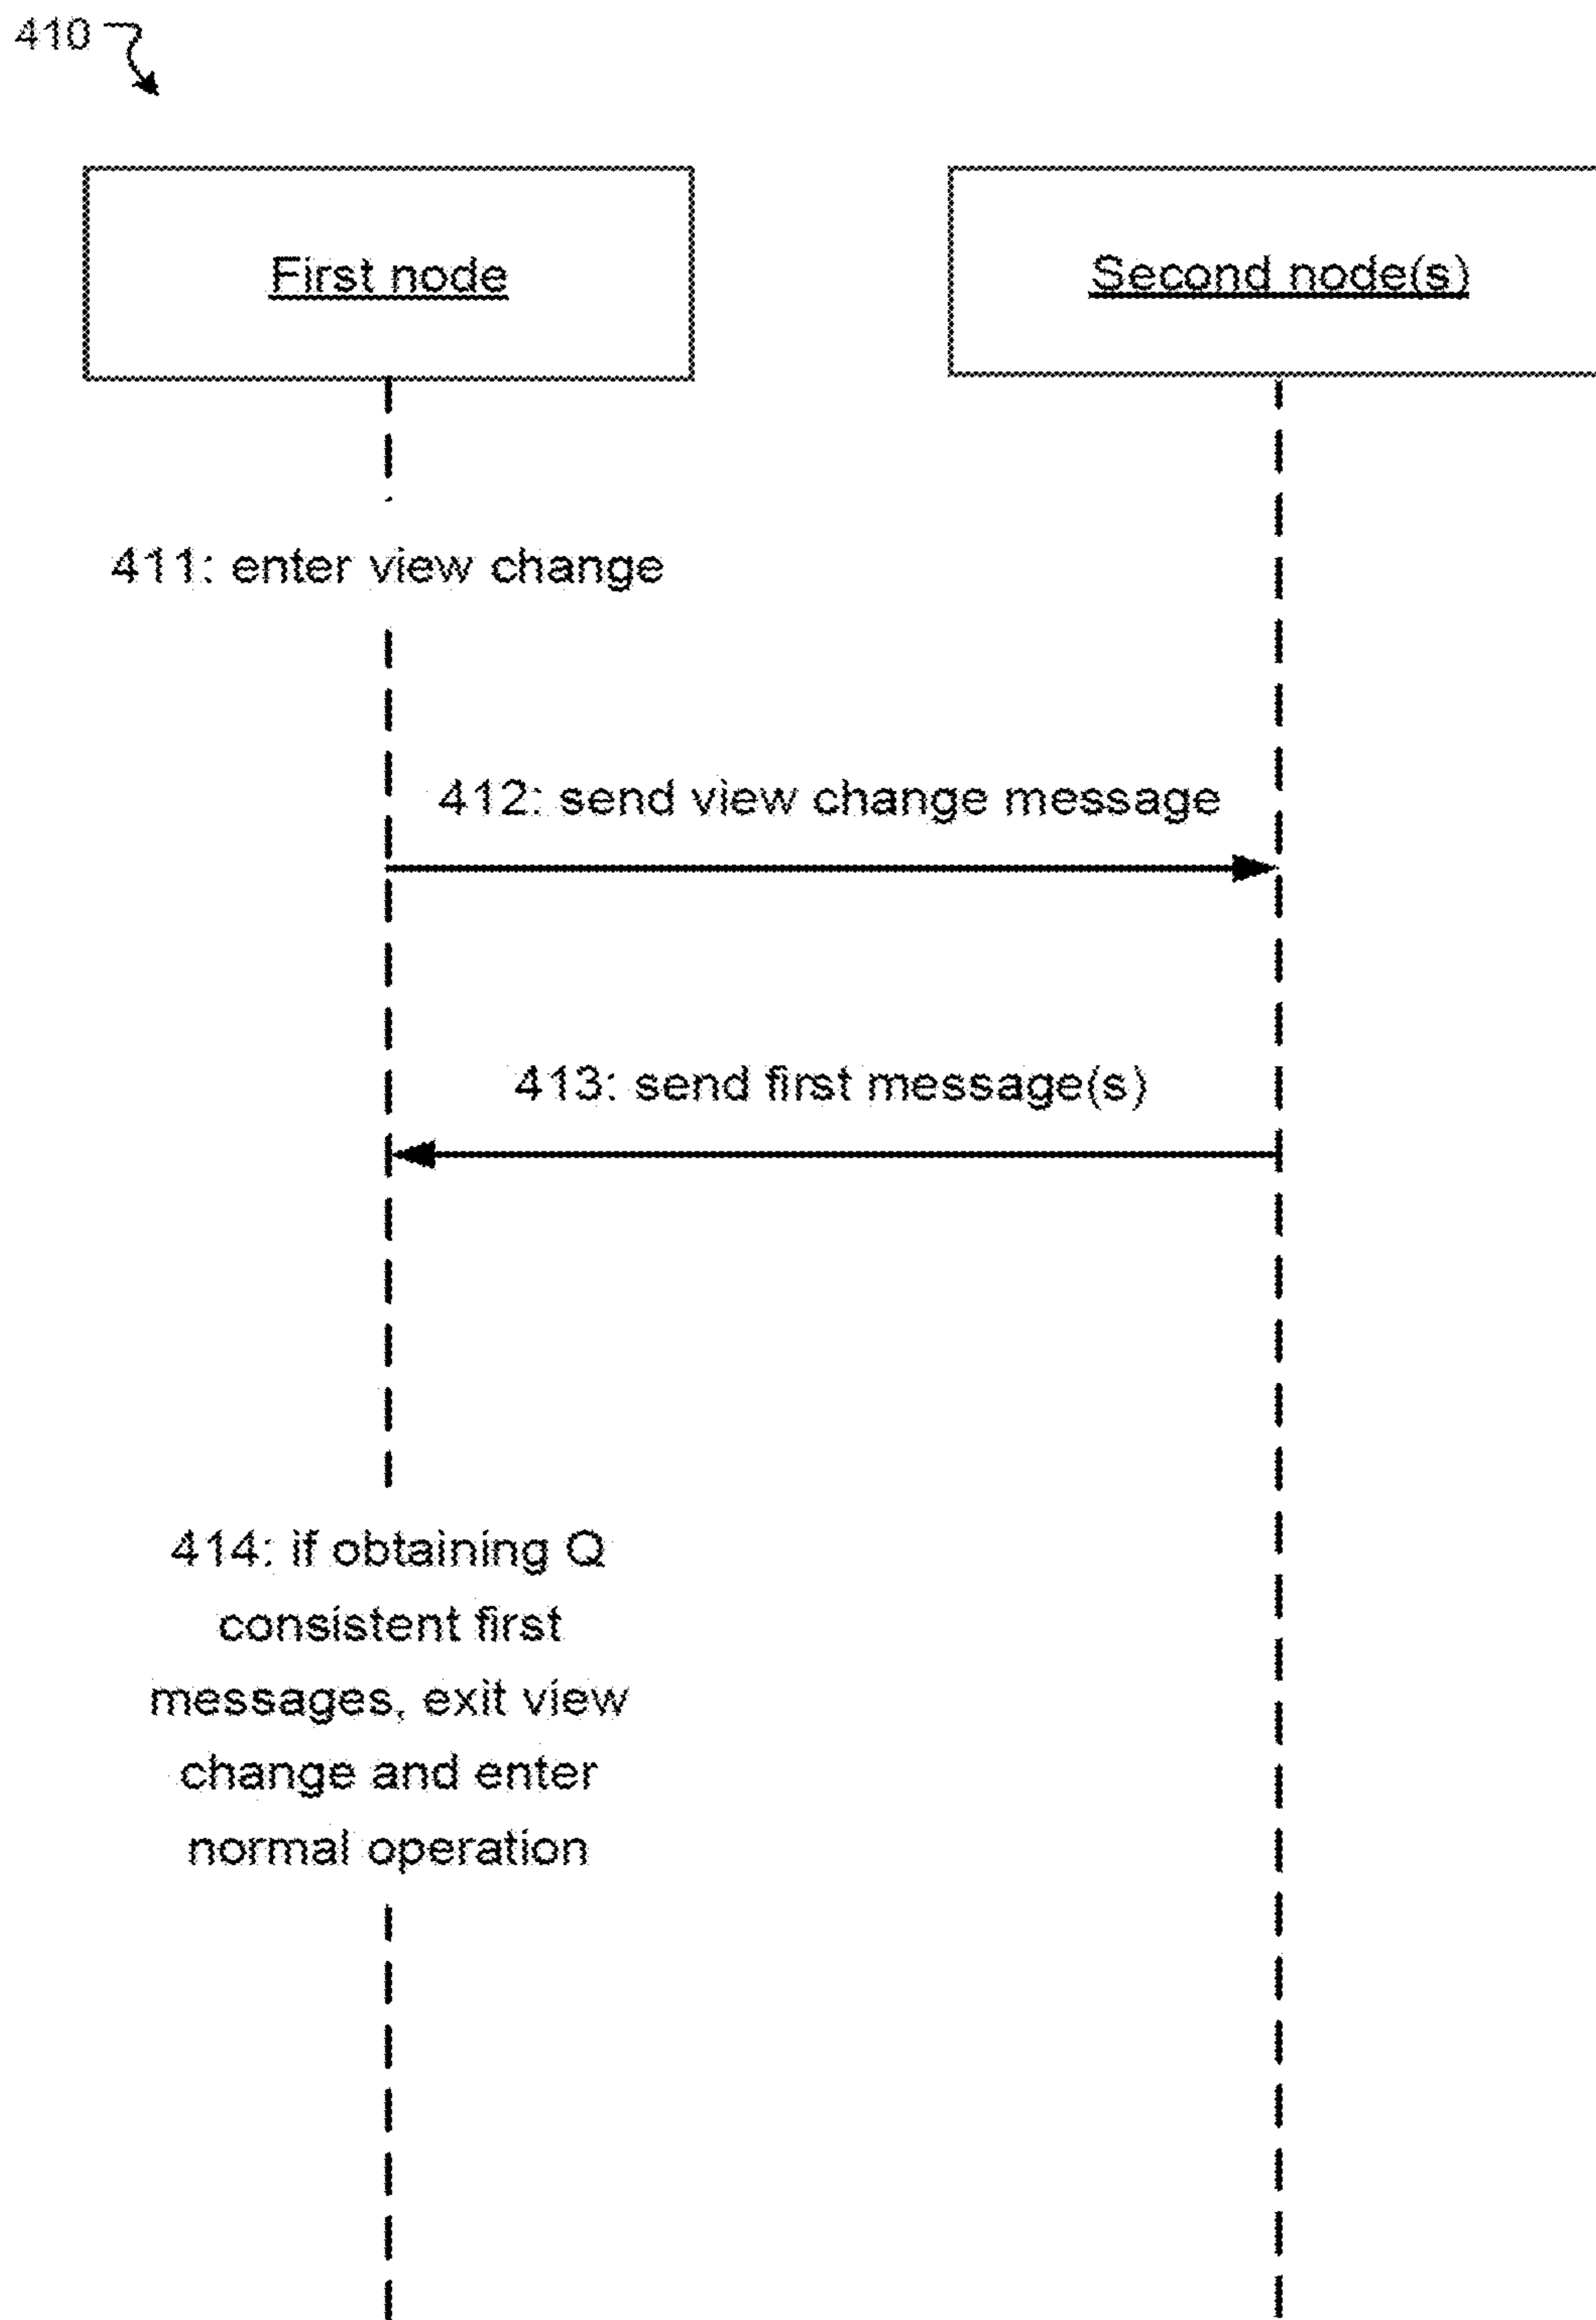 410
First node
Second node(s)
411: enter view change
412: send view change message
413: send first message(s)
414: if obtaining Q
consistent first
messages, exit view
change and enter
normal operation